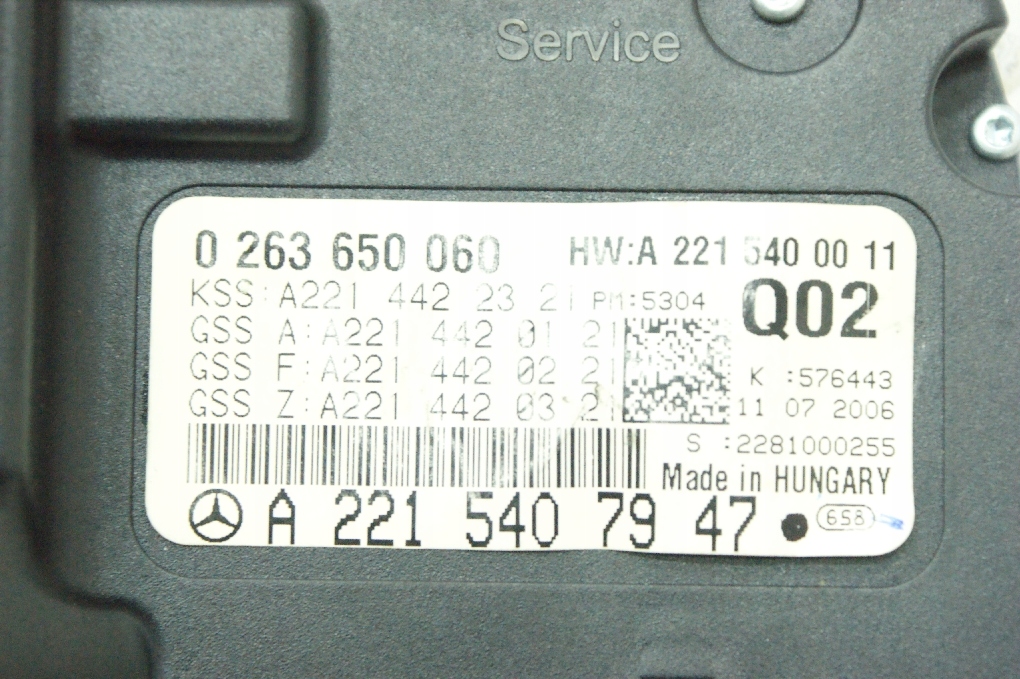 Service
0 263 650 060 HW:A 221 540 00 11
KSS:A221 442 23 21 PM:5304 Q02
GSS A:A221 442 01 21
GSS F:A221 442 02 21 K :576443
GSS Z:A221 442 03 21 11 07 2006
S :2281000255
Made in HUNGARY
A 221 540 79 47 658